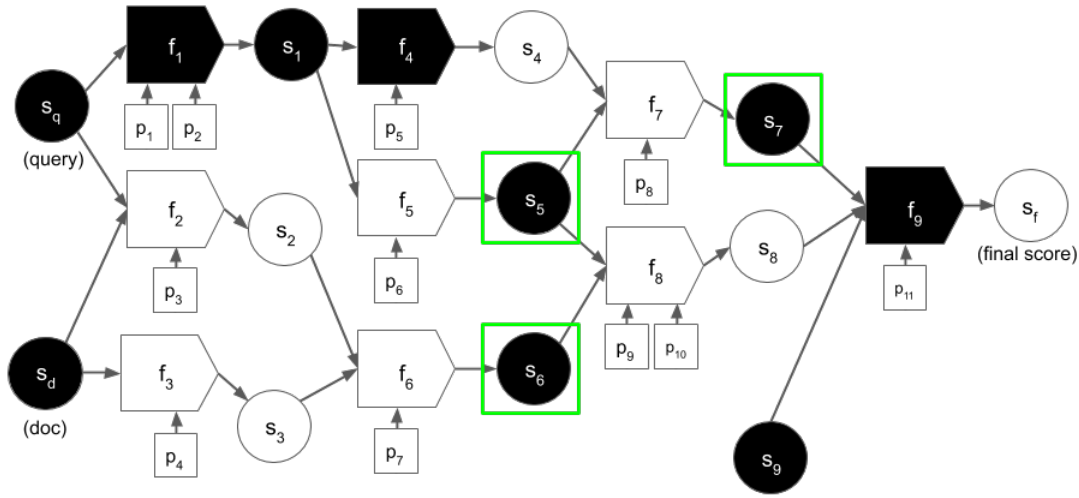 f1
s1
f4
s4
sq
(query)
p1
p2
p5
f7
s7
p8
f2
s2
f5
s5
f9
sf
(final score)
p3
p6
f8
s8
p11
p9
p10
sd
(doc)
f3
s3
f6
s6
p4
p7
s9